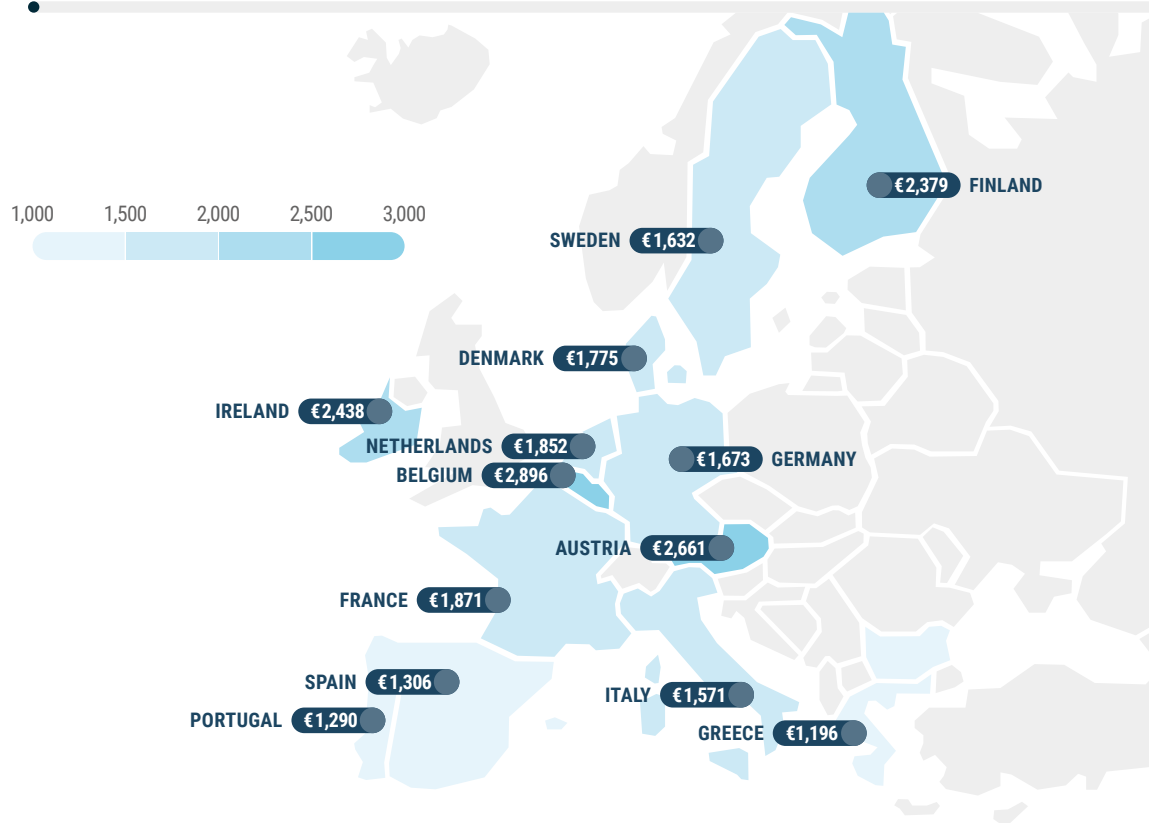 1,000 1,500 2,000 2,500 3,000
€2,379 FINLAND
SWEDEN €1,632
DENMARK €1,775
IRELAND €2,438
NETHERLANDS €1,852
BELGIUM €2,896
€1,673 GERMANY
AUSTRIA €2,661
FRANCE €1,871
SPAIN €1,306
ITALY €1,571
PORTUGAL €1,290
GREECE €1,196